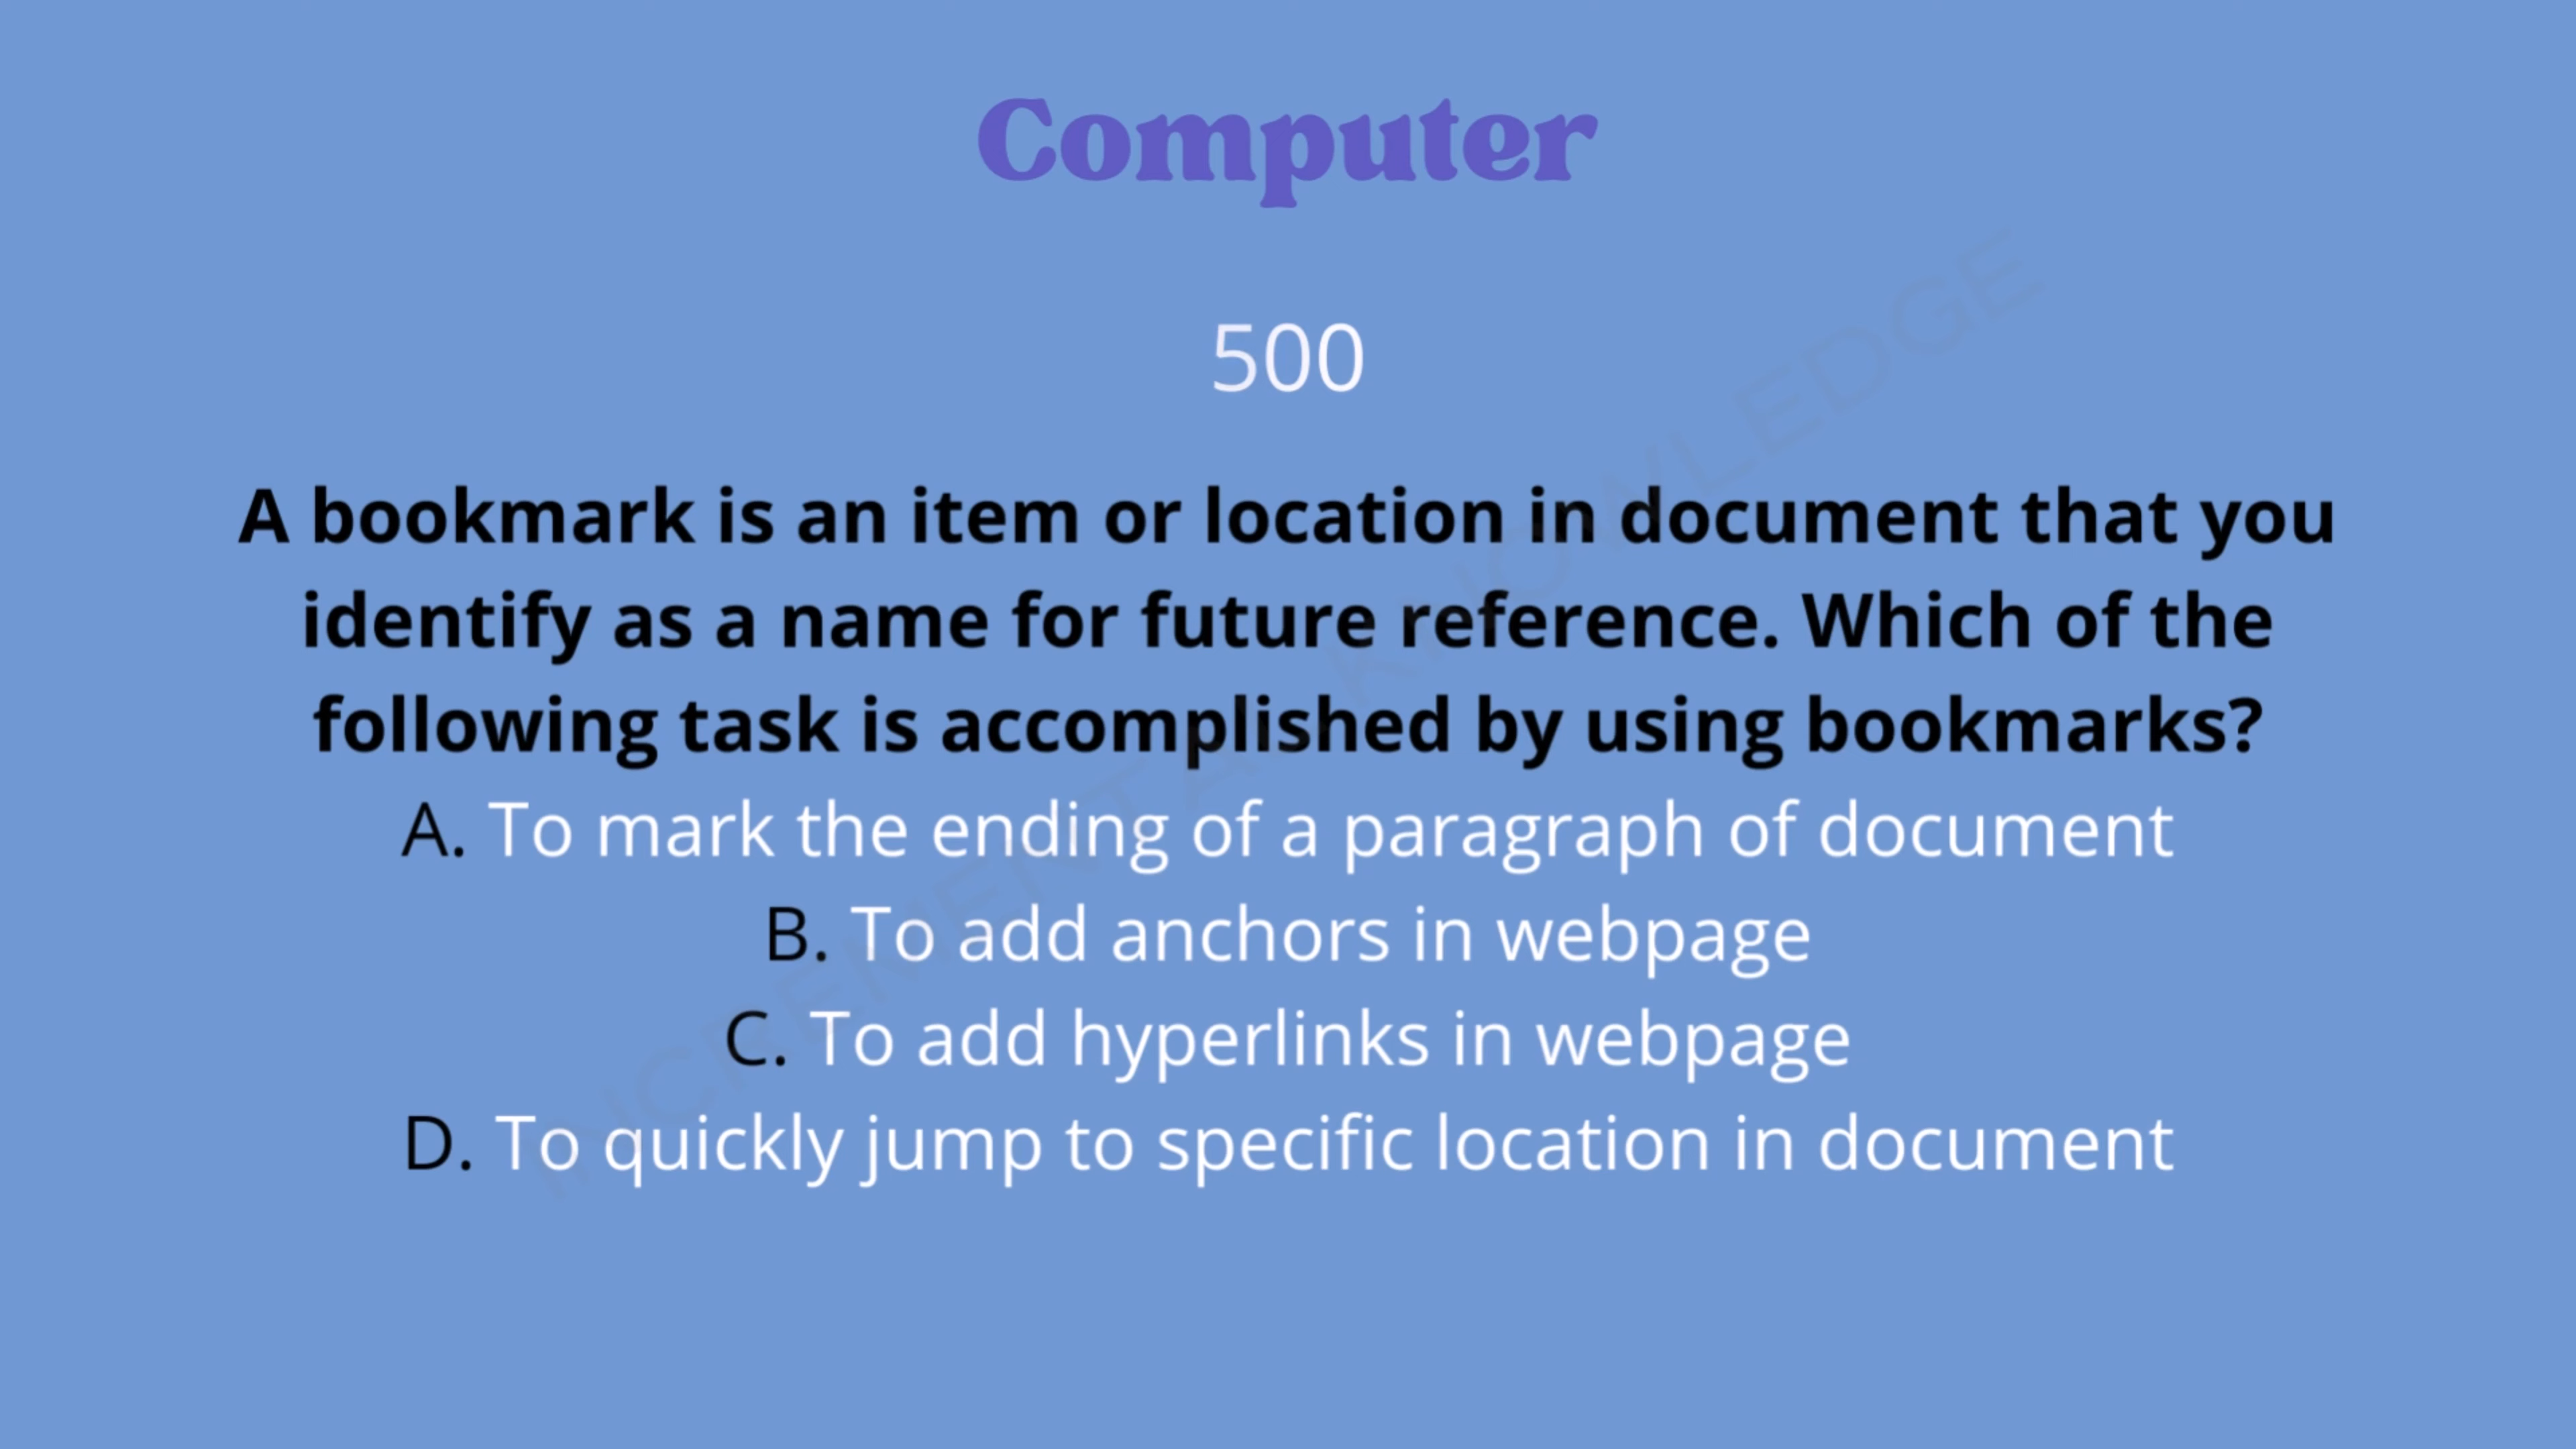 Computer
500
A bookmark is an item or location in document that you
identify as a name for future reference. Which of the
following task is accomplished by using bookmarks?
A. To mark the ending of a paragraph of document
B. To add anchors in webpage
C. To add hyperlinks in webpage
D. To quickly jump to specific location in document
INCREMENTAL KNOWLEDGE